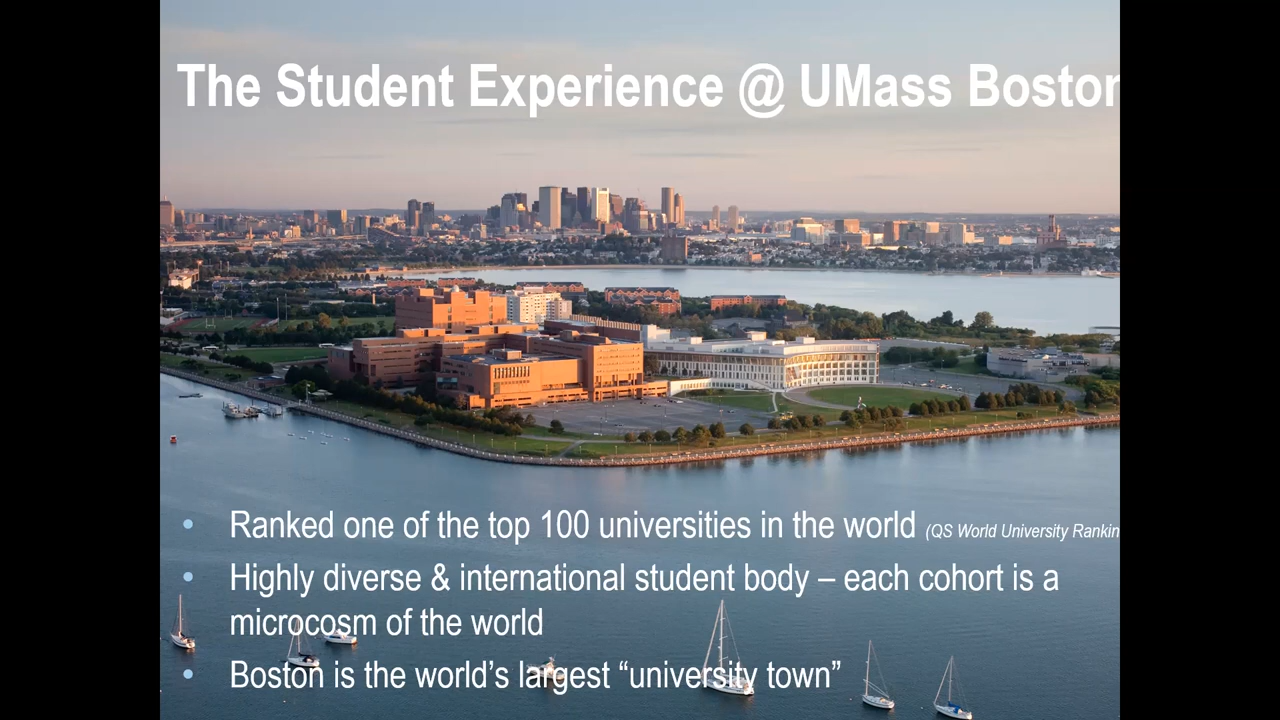 The Student Experience @ UMass Boston
• Ranked one of the top 100 universities in the world (QS World University Rankin
• Highly diverse & international student body – each cohort is a
microcosm of the world
• Boston is the world’s largest “university town”